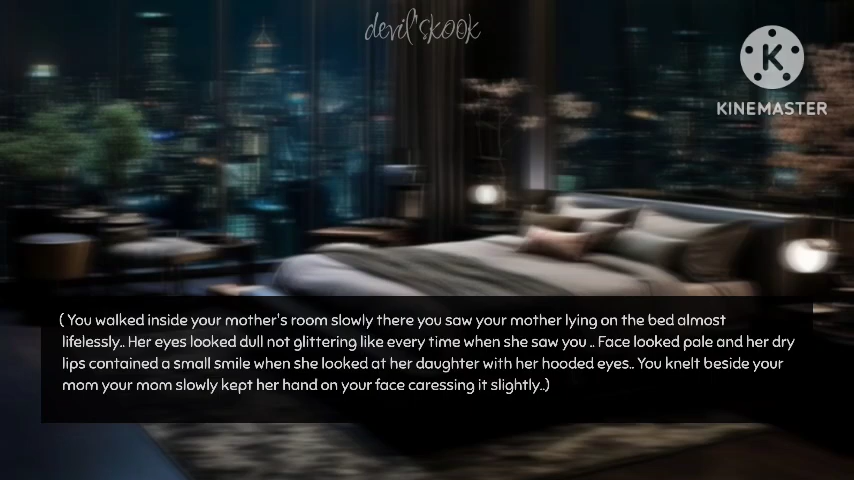 devil'skook
K
KINEMASTER
( You walked inside your mother's room slowly there you saw your mother lying on the bed almost
lifelessly.. Her eyes looked dull not glittering like every time when she saw you .. Face looked pale and her dry
lips contained a small smile when she looked at her daughter with her hooded eyes.. You knelt beside your
mom your mom slowly kept her hand on your face caressing it slightly..)